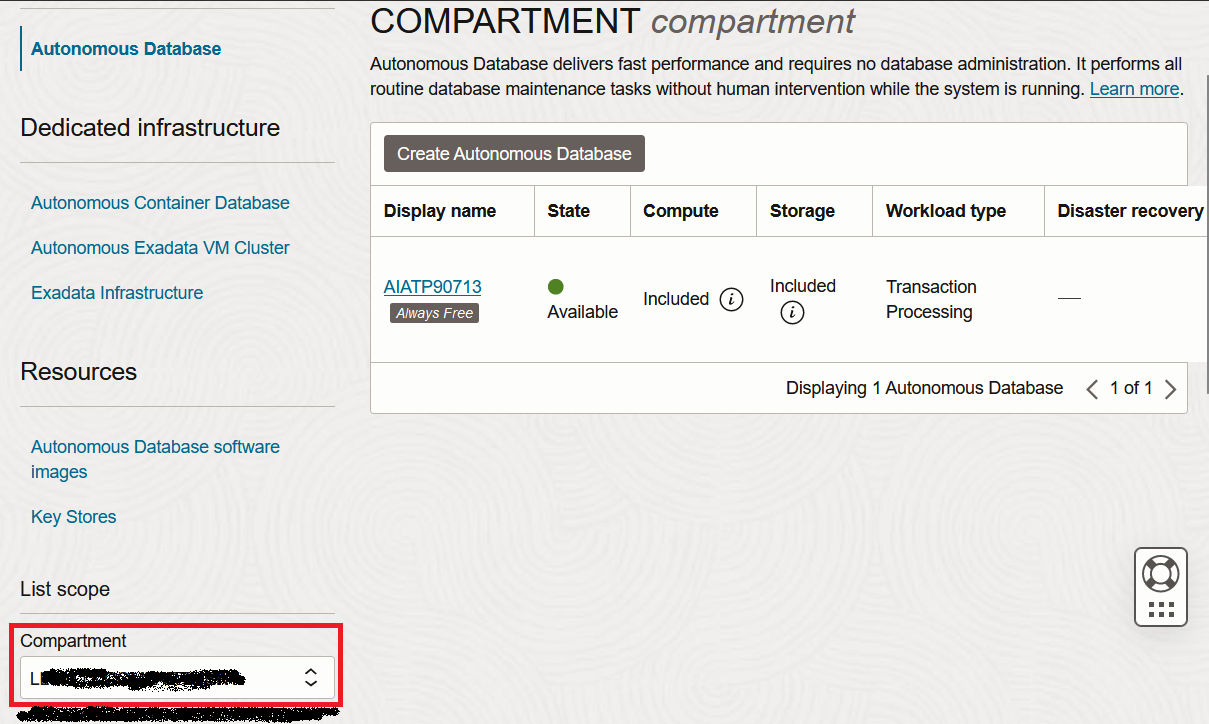 Autonomous Database
Dedicated infrastructure
Autonomous Container Database
Autonomous Exadata VM Cluster
Exadata Infrastructure
Resources
Autonomous Database software
images
Key Stores
List scope
Compartment
COMPARTMENT compartment
Autonomous Database delivers fast performance and requires no database administration. It performs all
routine database maintenance tasks without human intervention while the system is running. Learn more.
Create Autonomous Database
Display name State Compute Storage Workload type Disaster recovery
AIATP90713
Always Free
Available
Included
Included
Transaction
Processing
—
Displaying 1 Autonomous Database < 1 of 1 >